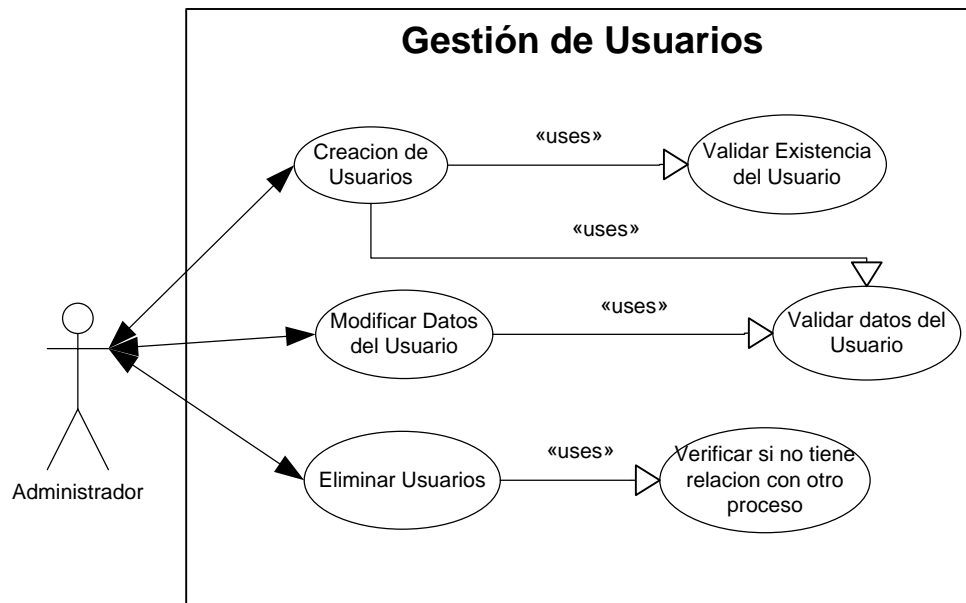 Gestión de Usuarios
Creacion de
Usuarios
«uses»
Validar Existencia
del Usuario
«uses»
Modificar Datos
del Usuario
«uses»
Validar datos del
Usuario
Eliminar Usuarios
«uses»
Verificar si no tiene
relacion con otro
proceso
Administrador